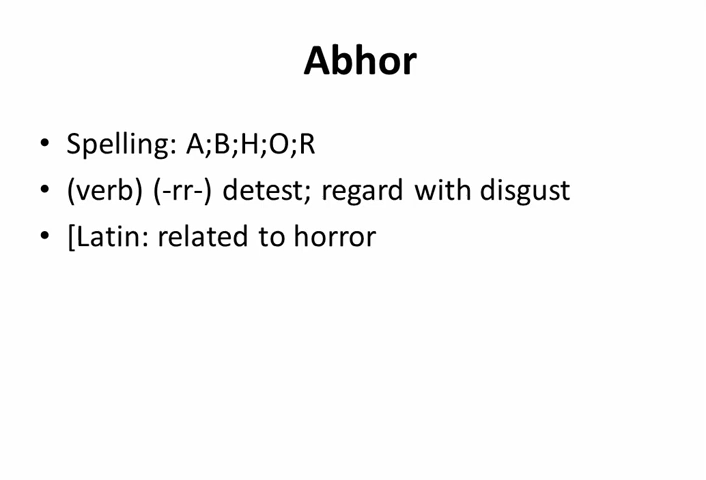 Abhor
• Spelling: A;B;H;O;R
• (verb) (-rr-) detest; regard with disgust
• [Latin: related to horror